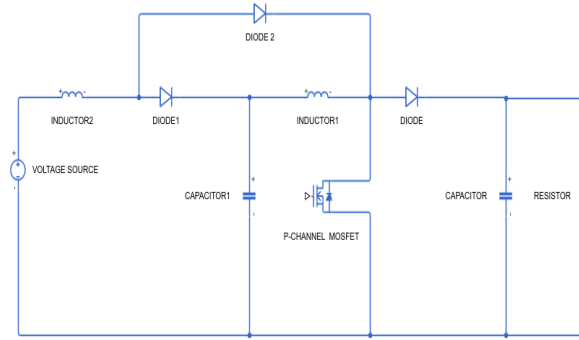 DIODE 2
INDUCTOR2
DIODE1
INDUCTOR1
DIODE
VOLTAGE SOURCE
CAPACITOR1
CAPACITOR
RESISTOR
P-CHANNEL MOSFET